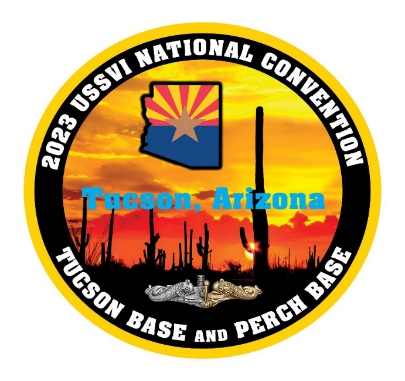 2023 USSVI NATIONAL CONVENTION
Tucson, Arizona
TUCSON BASE AND PERCH BASE